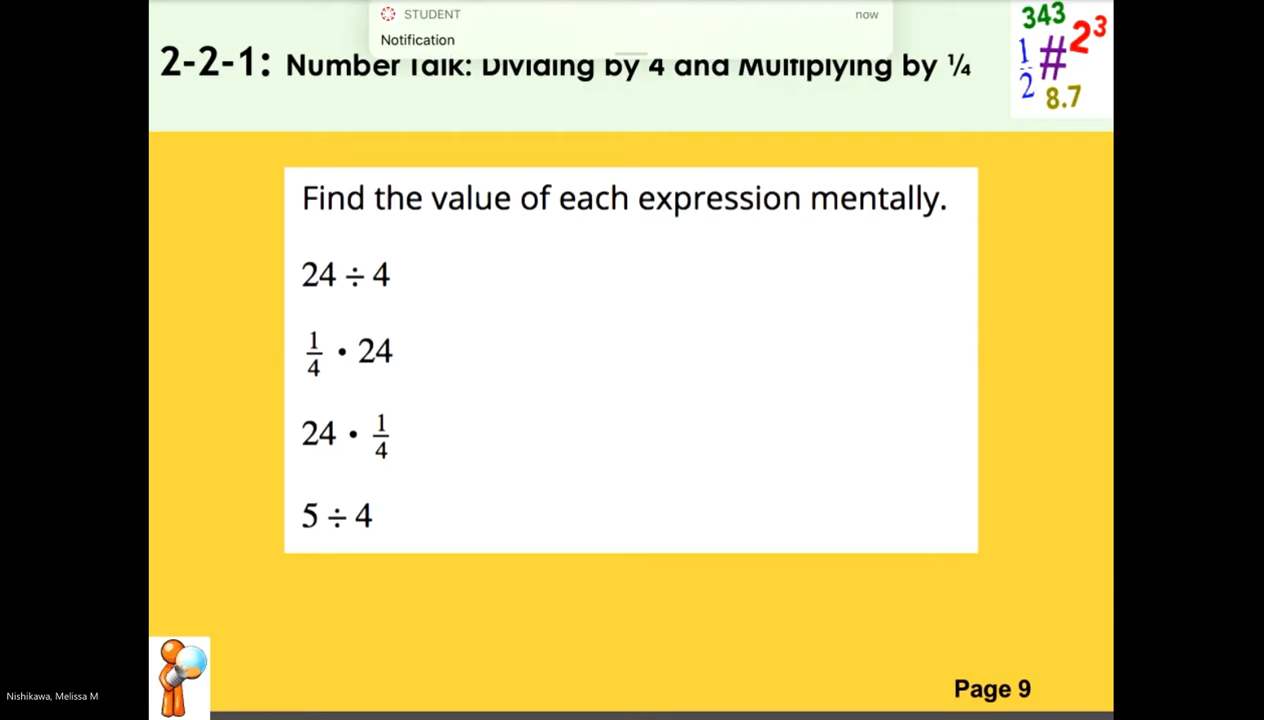 STUDENT now
Notification
2-2-1: Number Talk: Dividing by 4 and Multiplying by ¼
343
1/2 # 2³
8.7
Find the value of each expression mentally.
24 ÷ 4
1/4 • 24
24 • 1/4
5 ÷ 4
Page 9
Nishikawa, Melissa M